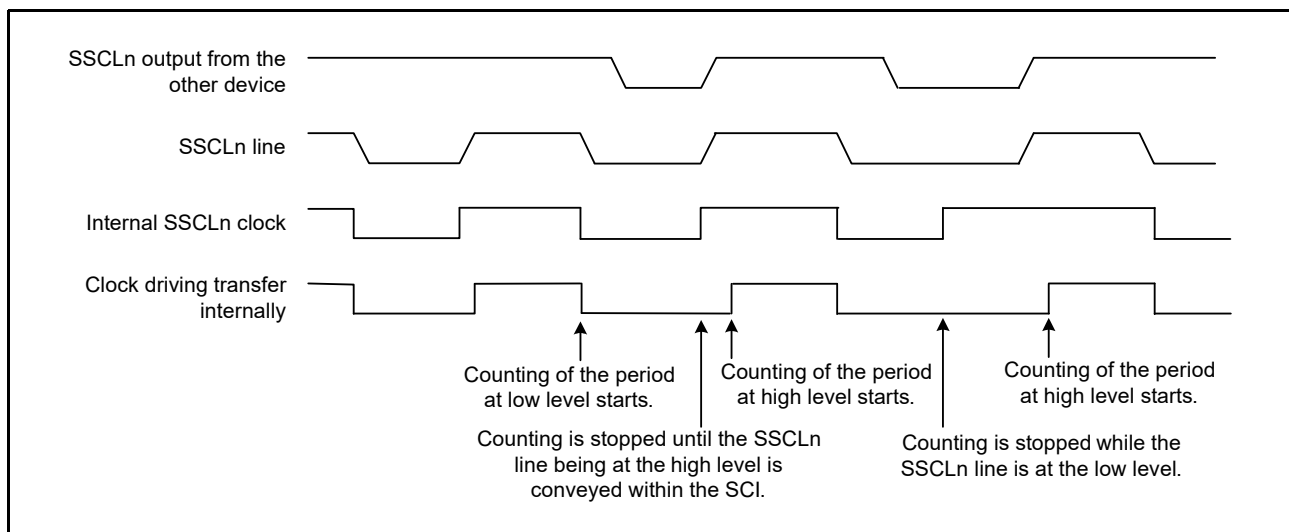 SSCLn output from the
other device
SSCLn line
Internal SSCLn clock
Clock driving transfer
internally
Counting of the period
at low level starts.
Counting of the period
at high level starts.
Counting of the period
at high level starts.
Counting is stopped until the SSCLn
line being at the high level is
conveyed within the SCI.
Counting is stopped while the
SSCLn line is at the low level.